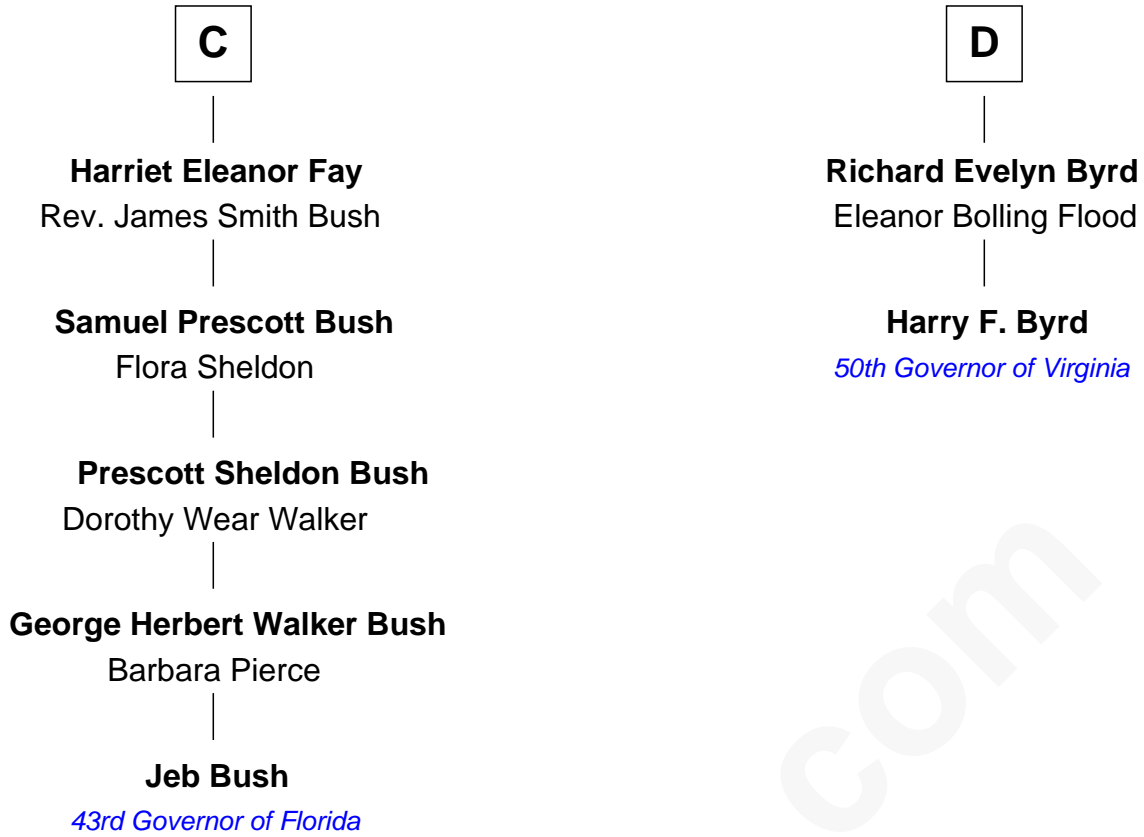 C
Harriet Eleanor Fay
Rev. James Smith Bush
Samuel Prescott Bush
Flora Sheldon
Prescott Sheldon Bush
Dorothy Wear Walker
George Herbert Walker Bush
Barbara Pierce
Jeb Bush
43rd Governor of Florida
D
Richard Evelyn Byrd
Eleanor Bolling Flood
Harry F. Byrd
50th Governor of Virginia
com